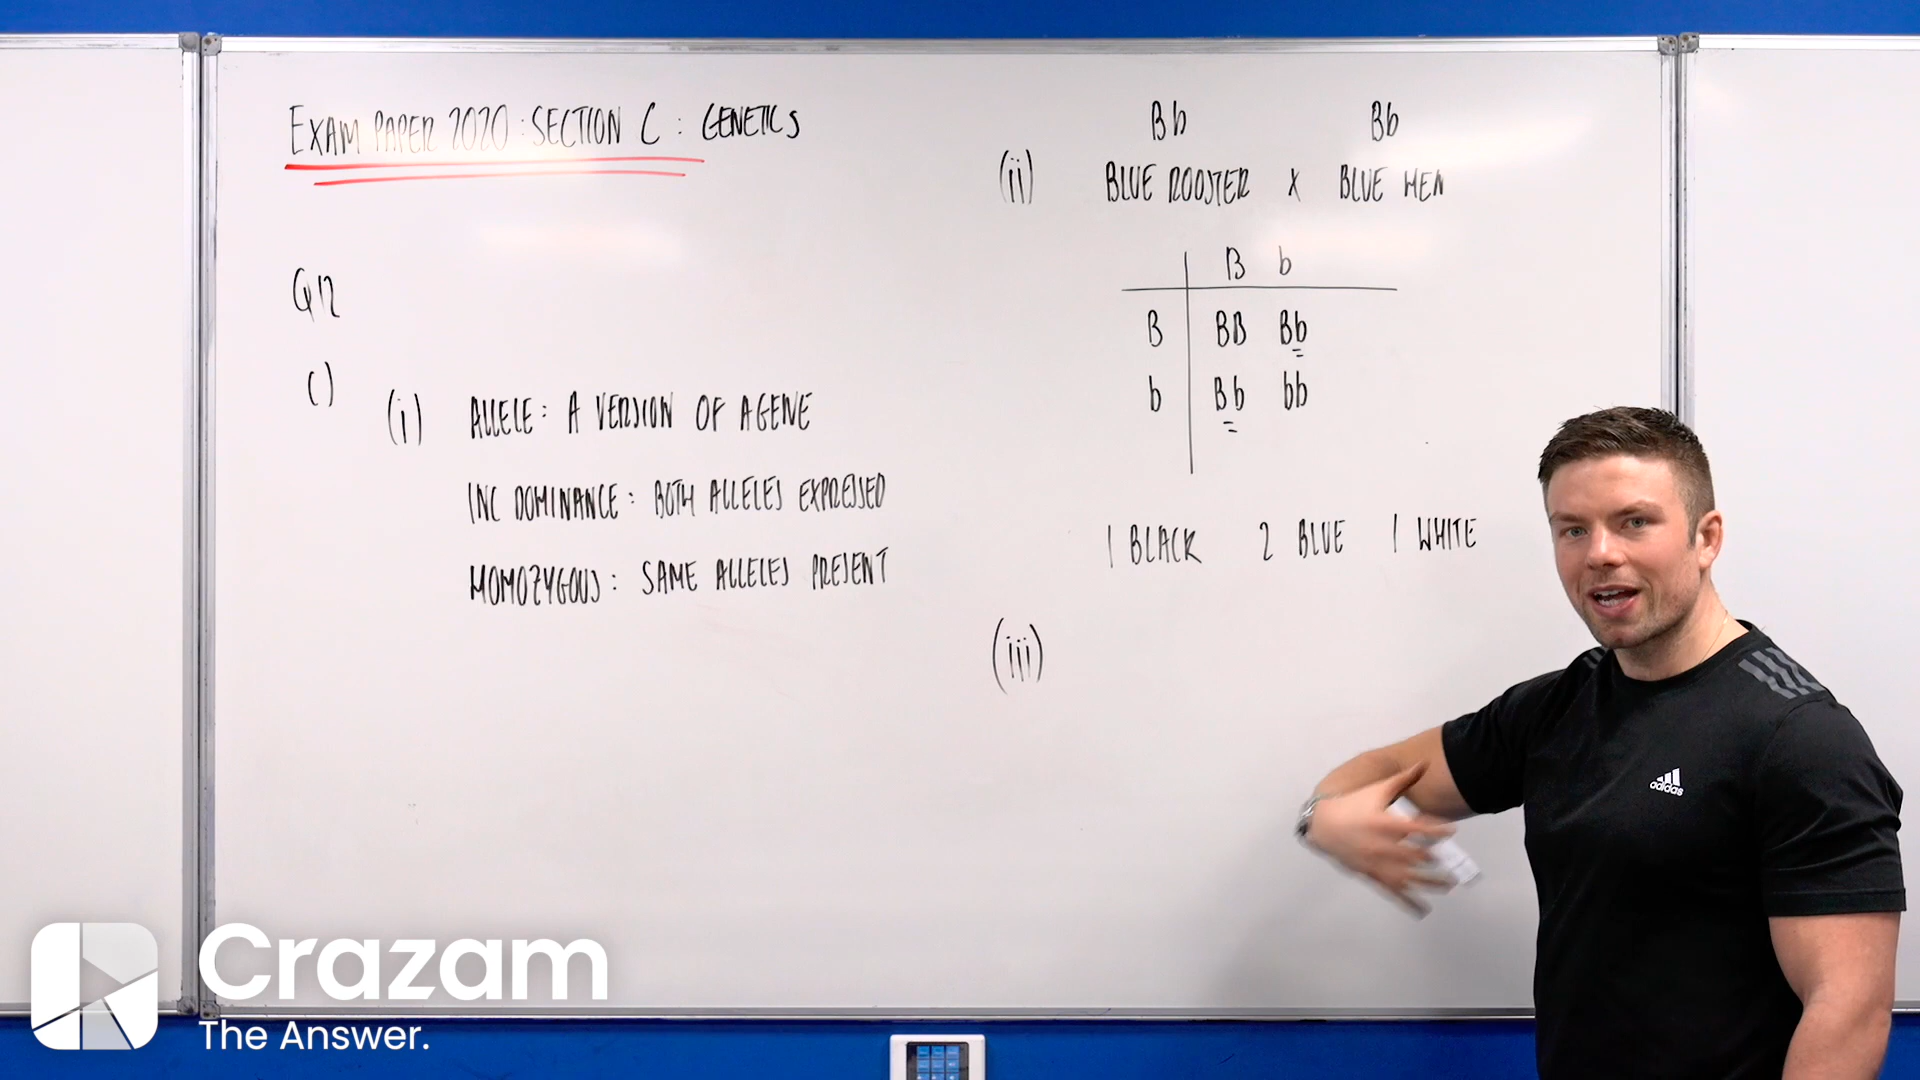 EXAM PAPER 2020 : SECTION C : GENETICS
Q12
C)
(i) ALLELE : A VERSION OF A GENE
INC DOMINANCE : BOTH ALLELES EXPRESSED
HOMOZYGOUS : SAME ALLELES PRESENT
Bb Bb
(ii) BLUE ROOSTER X BLUE HEN
B b
B BB Bb
b Bb bb
1 BLACK 2 BLUE 1 WHITE
(iii)
adidas
Crazam
The Answer.